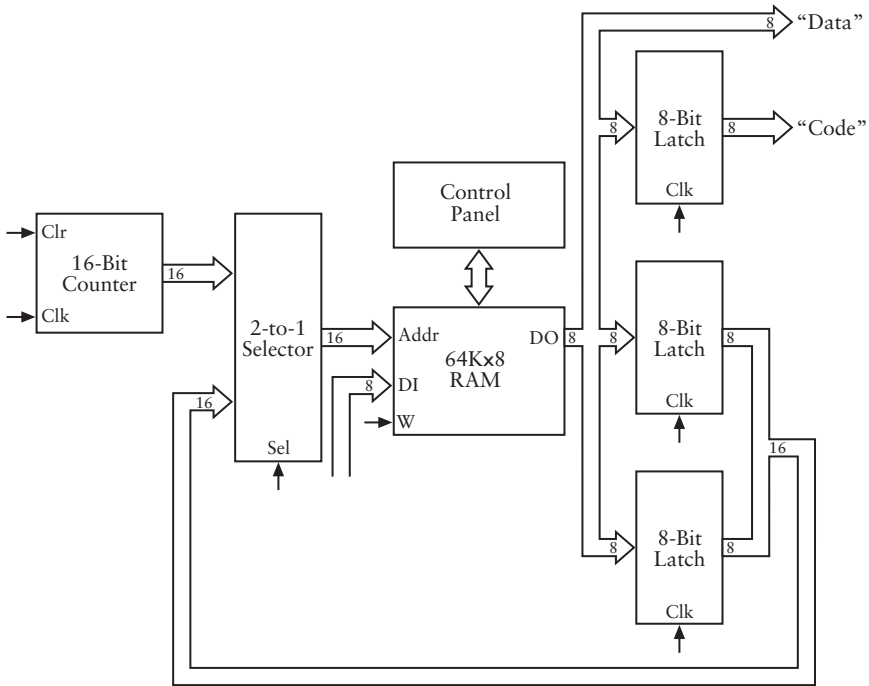 8
“Data”
8-Bit
Latch
Clk
8
8
“Code”
Control
Panel
Clr
16-Bit
Counter
Clk
16
2-to-1
Selector
Sel
16
16
Addr
DI
W
64Kx8
RAM
DO
8
8
8
8-Bit
Latch
Clk
8
16
8
8-Bit
Latch
Clk
8